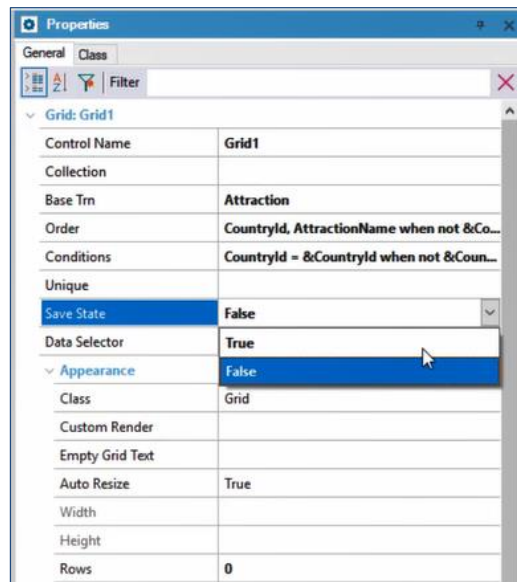 Properties
General Class
Filter
Grid: Grid1
Control Name Grid1
Collection
Base Trn Attraction
Order CountryId, AttractionName when not &Co...
Conditions CountryId = &CountryId when not &Coun...
Unique
Save State False
Data Selector True
Appearance False
Class Grid
Custom Render
Empty Grid Text
Auto Resize True
Width
Height
Rows 0